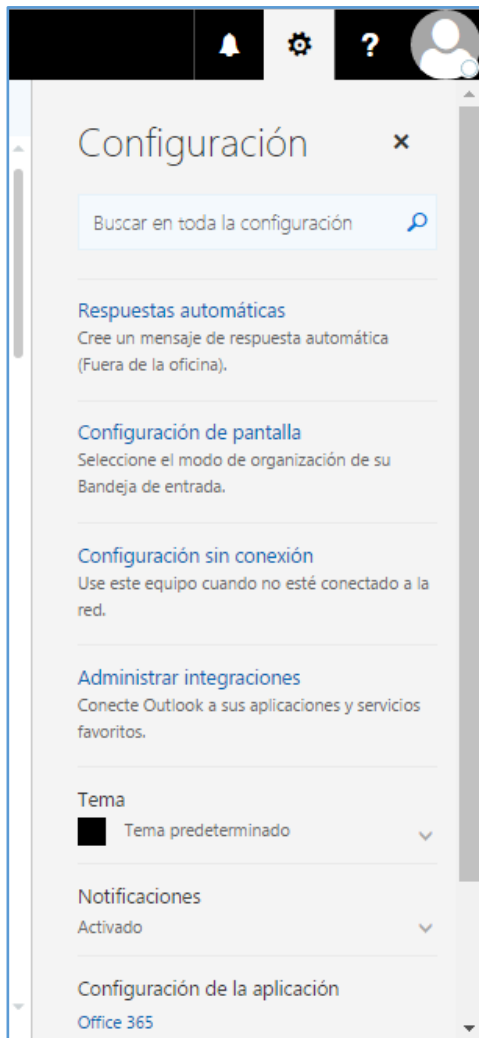 ?
Configuración
Buscar en toda la configuración
Respuestas automáticas
Cree un mensaje de respuesta automática
(Fuera de la oficina).
Configuración de pantalla
Seleccione el modo de organización de su
Bandeja de entrada.
Configuración sin conexión
Use este equipo cuando no esté conectado a la
red.
Administrar integraciones
Conecte Outlook a sus aplicaciones y servicios
favoritos.
Tema
Tema predeterminado
Notificaciones
Activado
Configuración de la aplicación
Office 365